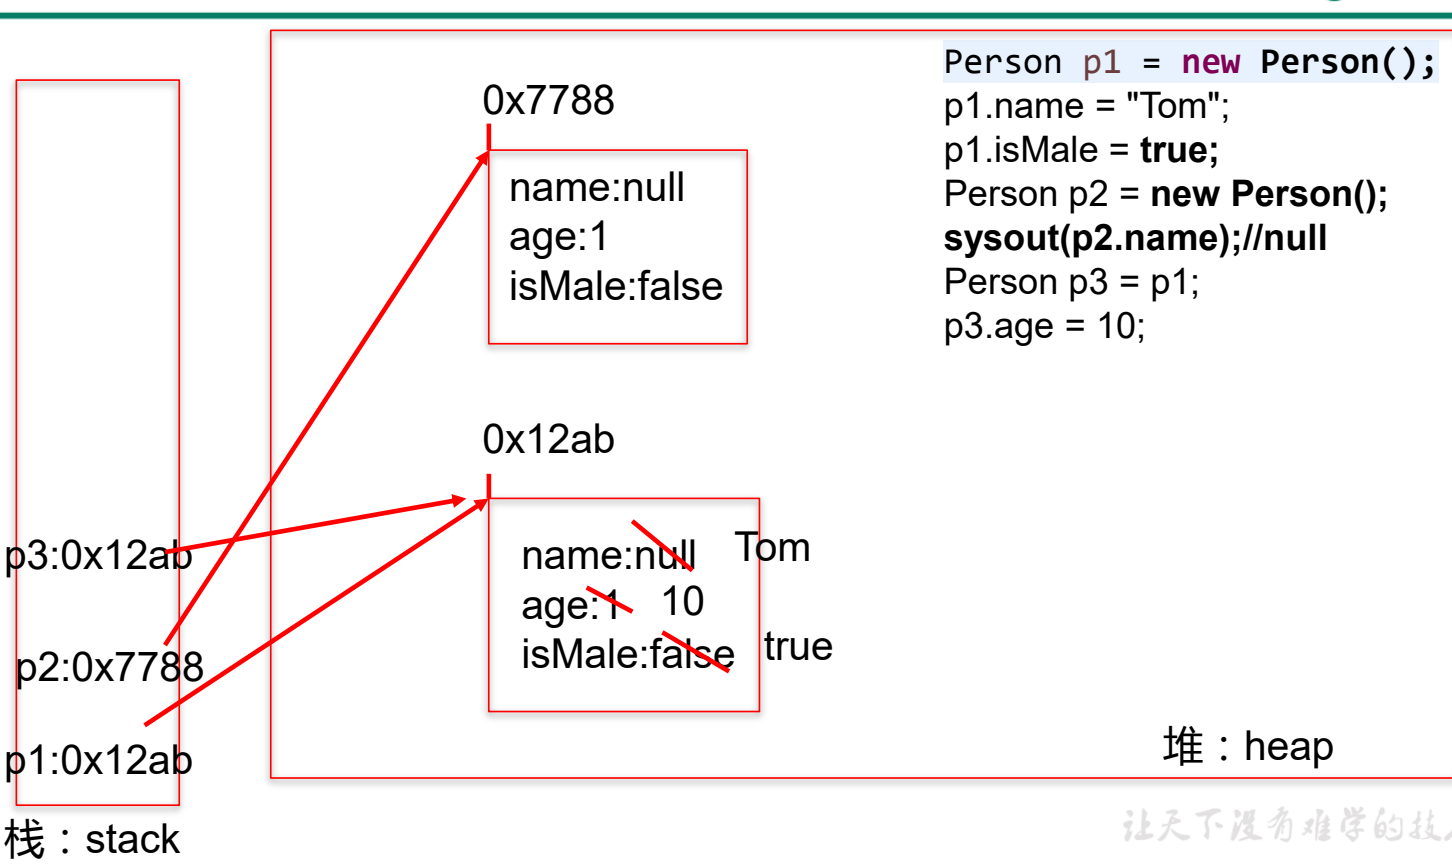 0x7788
name:null
age:1
isMale:false
0x12ab
name:null Tom
age:1 10
isMale:false true
Person p1 = new Person();
p1.name = "Tom";
p1.isMale = true;
Person p2 = new Person();
sysout(p2.name);//null
Person p3 = p1;
p3.age = 10;
p3:0x12ab
p2:0x7788
p1:0x12ab
栈：stack
堆：heap
让天下没有难学的技